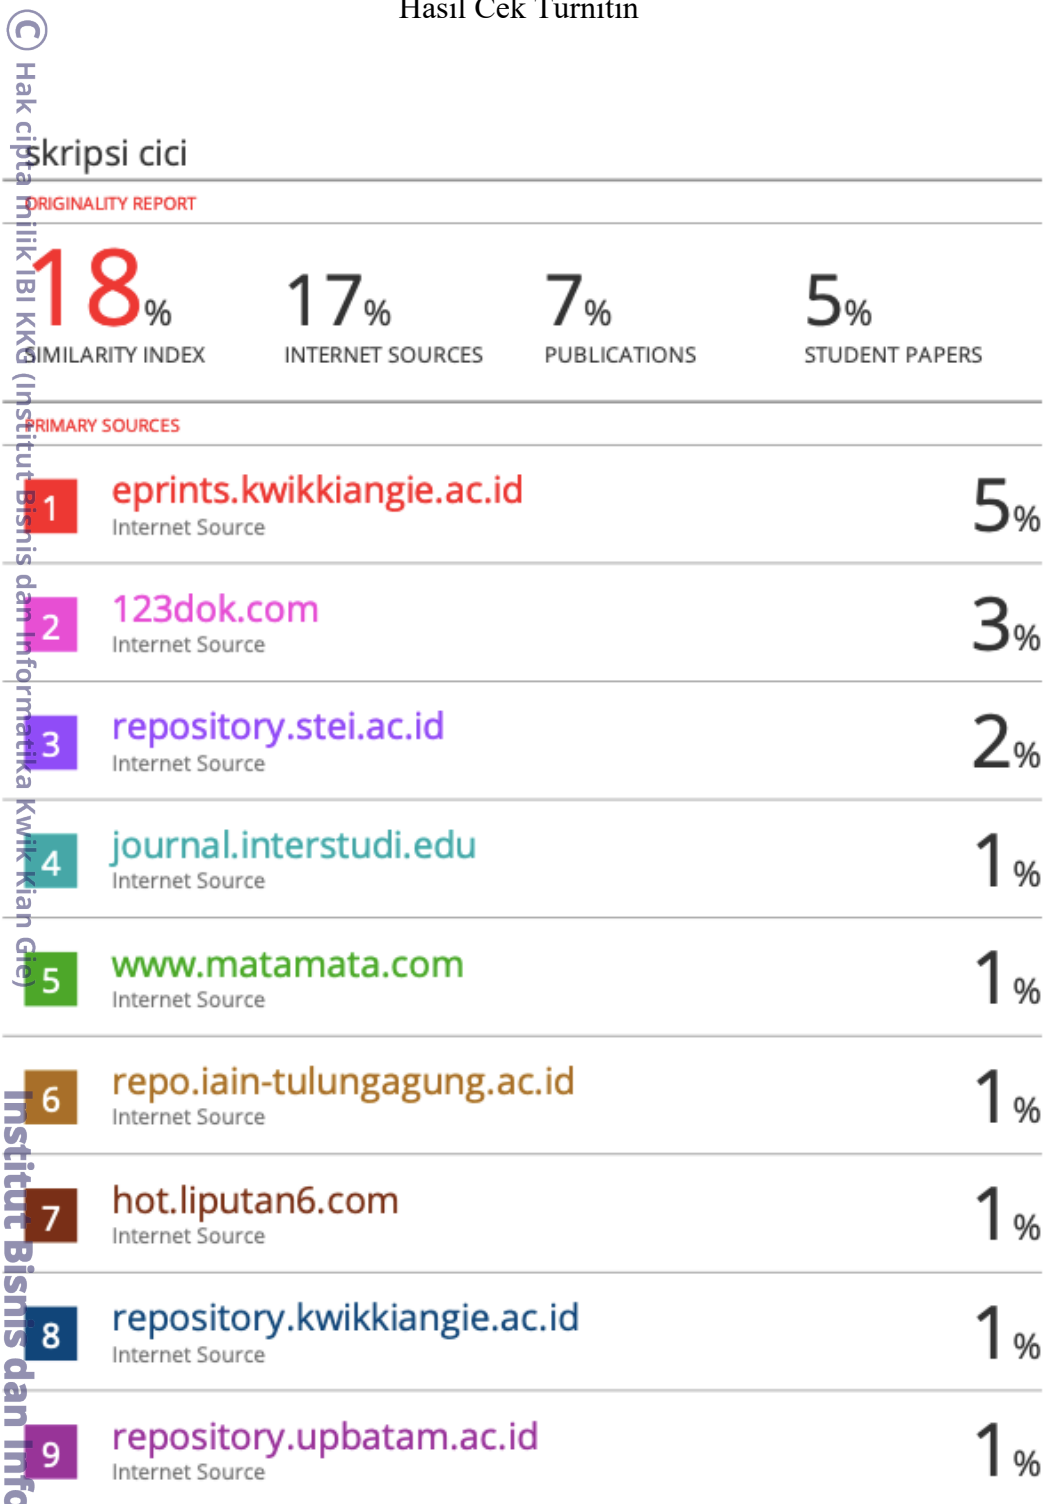 Hasil Cek Turnitin
© Hak cipta milik IBI KKG (Institut Bisnis dan Informatika Kwik Kian Gie)
skripsi cici
ORIGINALITY REPORT
18% 17% 7% 5%
SIMILARITY INDEX INTERNET SOURCES PUBLICATIONS STUDENT PAPERS
PRIMARY SOURCES
1 eprints.kwikkiangie.ac.id 5%
Internet Source
2 123dok.com 3%
Internet Source
3 repository.stei.ac.id 2%
Internet Source
4 journal.interstudi.edu 1%
Internet Source
5 www.matamata.com 1%
Internet Source
6 repo.iain-tulungagung.ac.id 1%
Internet Source
7 hot.liputan6.com 1%
Internet Source
8 repository.kwikkiangie.ac.id 1%
Internet Source
9 repository.upbatam.ac.id 1%
Internet Source
Institut Bisnis dan Info